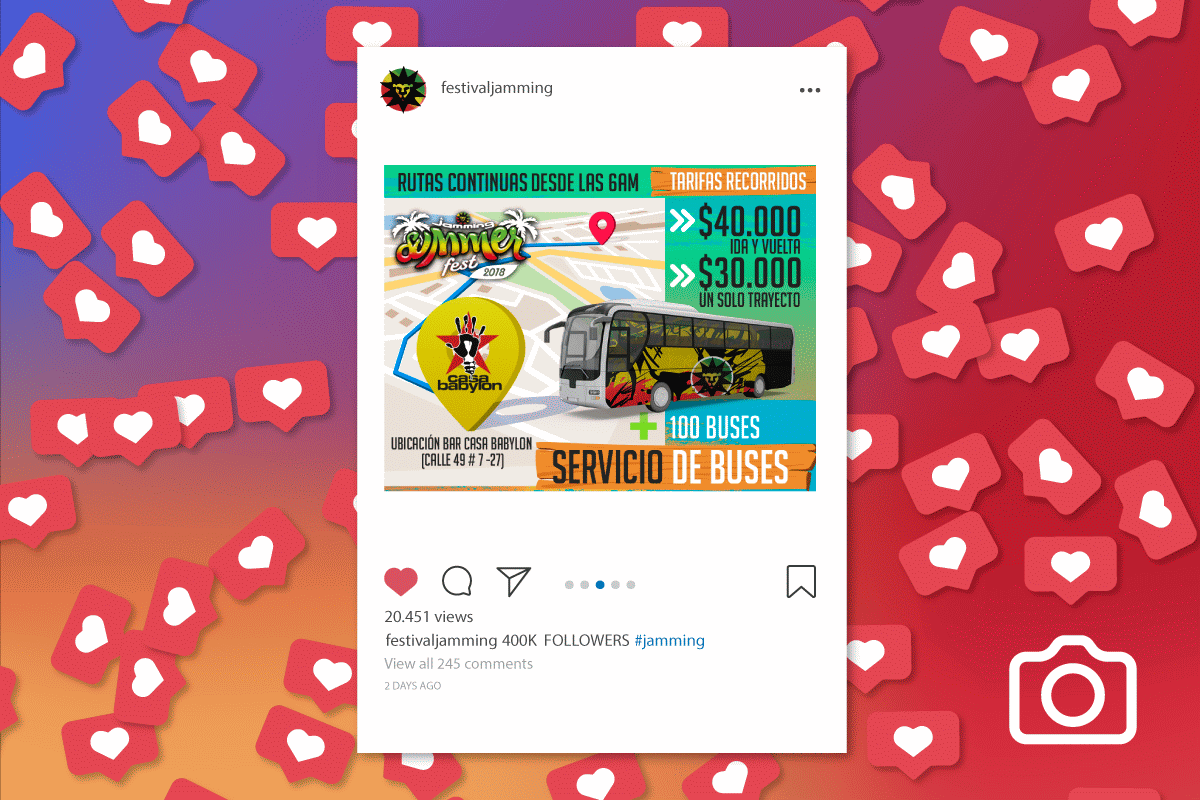 festivaljamming
RUTAS CONTINUAS DESDE LAS 6AM
TARIFAS RECORRIDOS
jamming
summer
fest 2018
$40.000
IDA Y VUELTA
$30.000
UN SOLO TRAYECTO
casa
babylon
+ 100 BUSES
UBICACIÓN BAR CASA BABYLON
[CALLE 49 # 7 -27]
SERVICIO DE BUSES
20.451 views
festivaljamming 400K FOLLOWERS #jamming
View all 245 comments
2 DAYS AGO